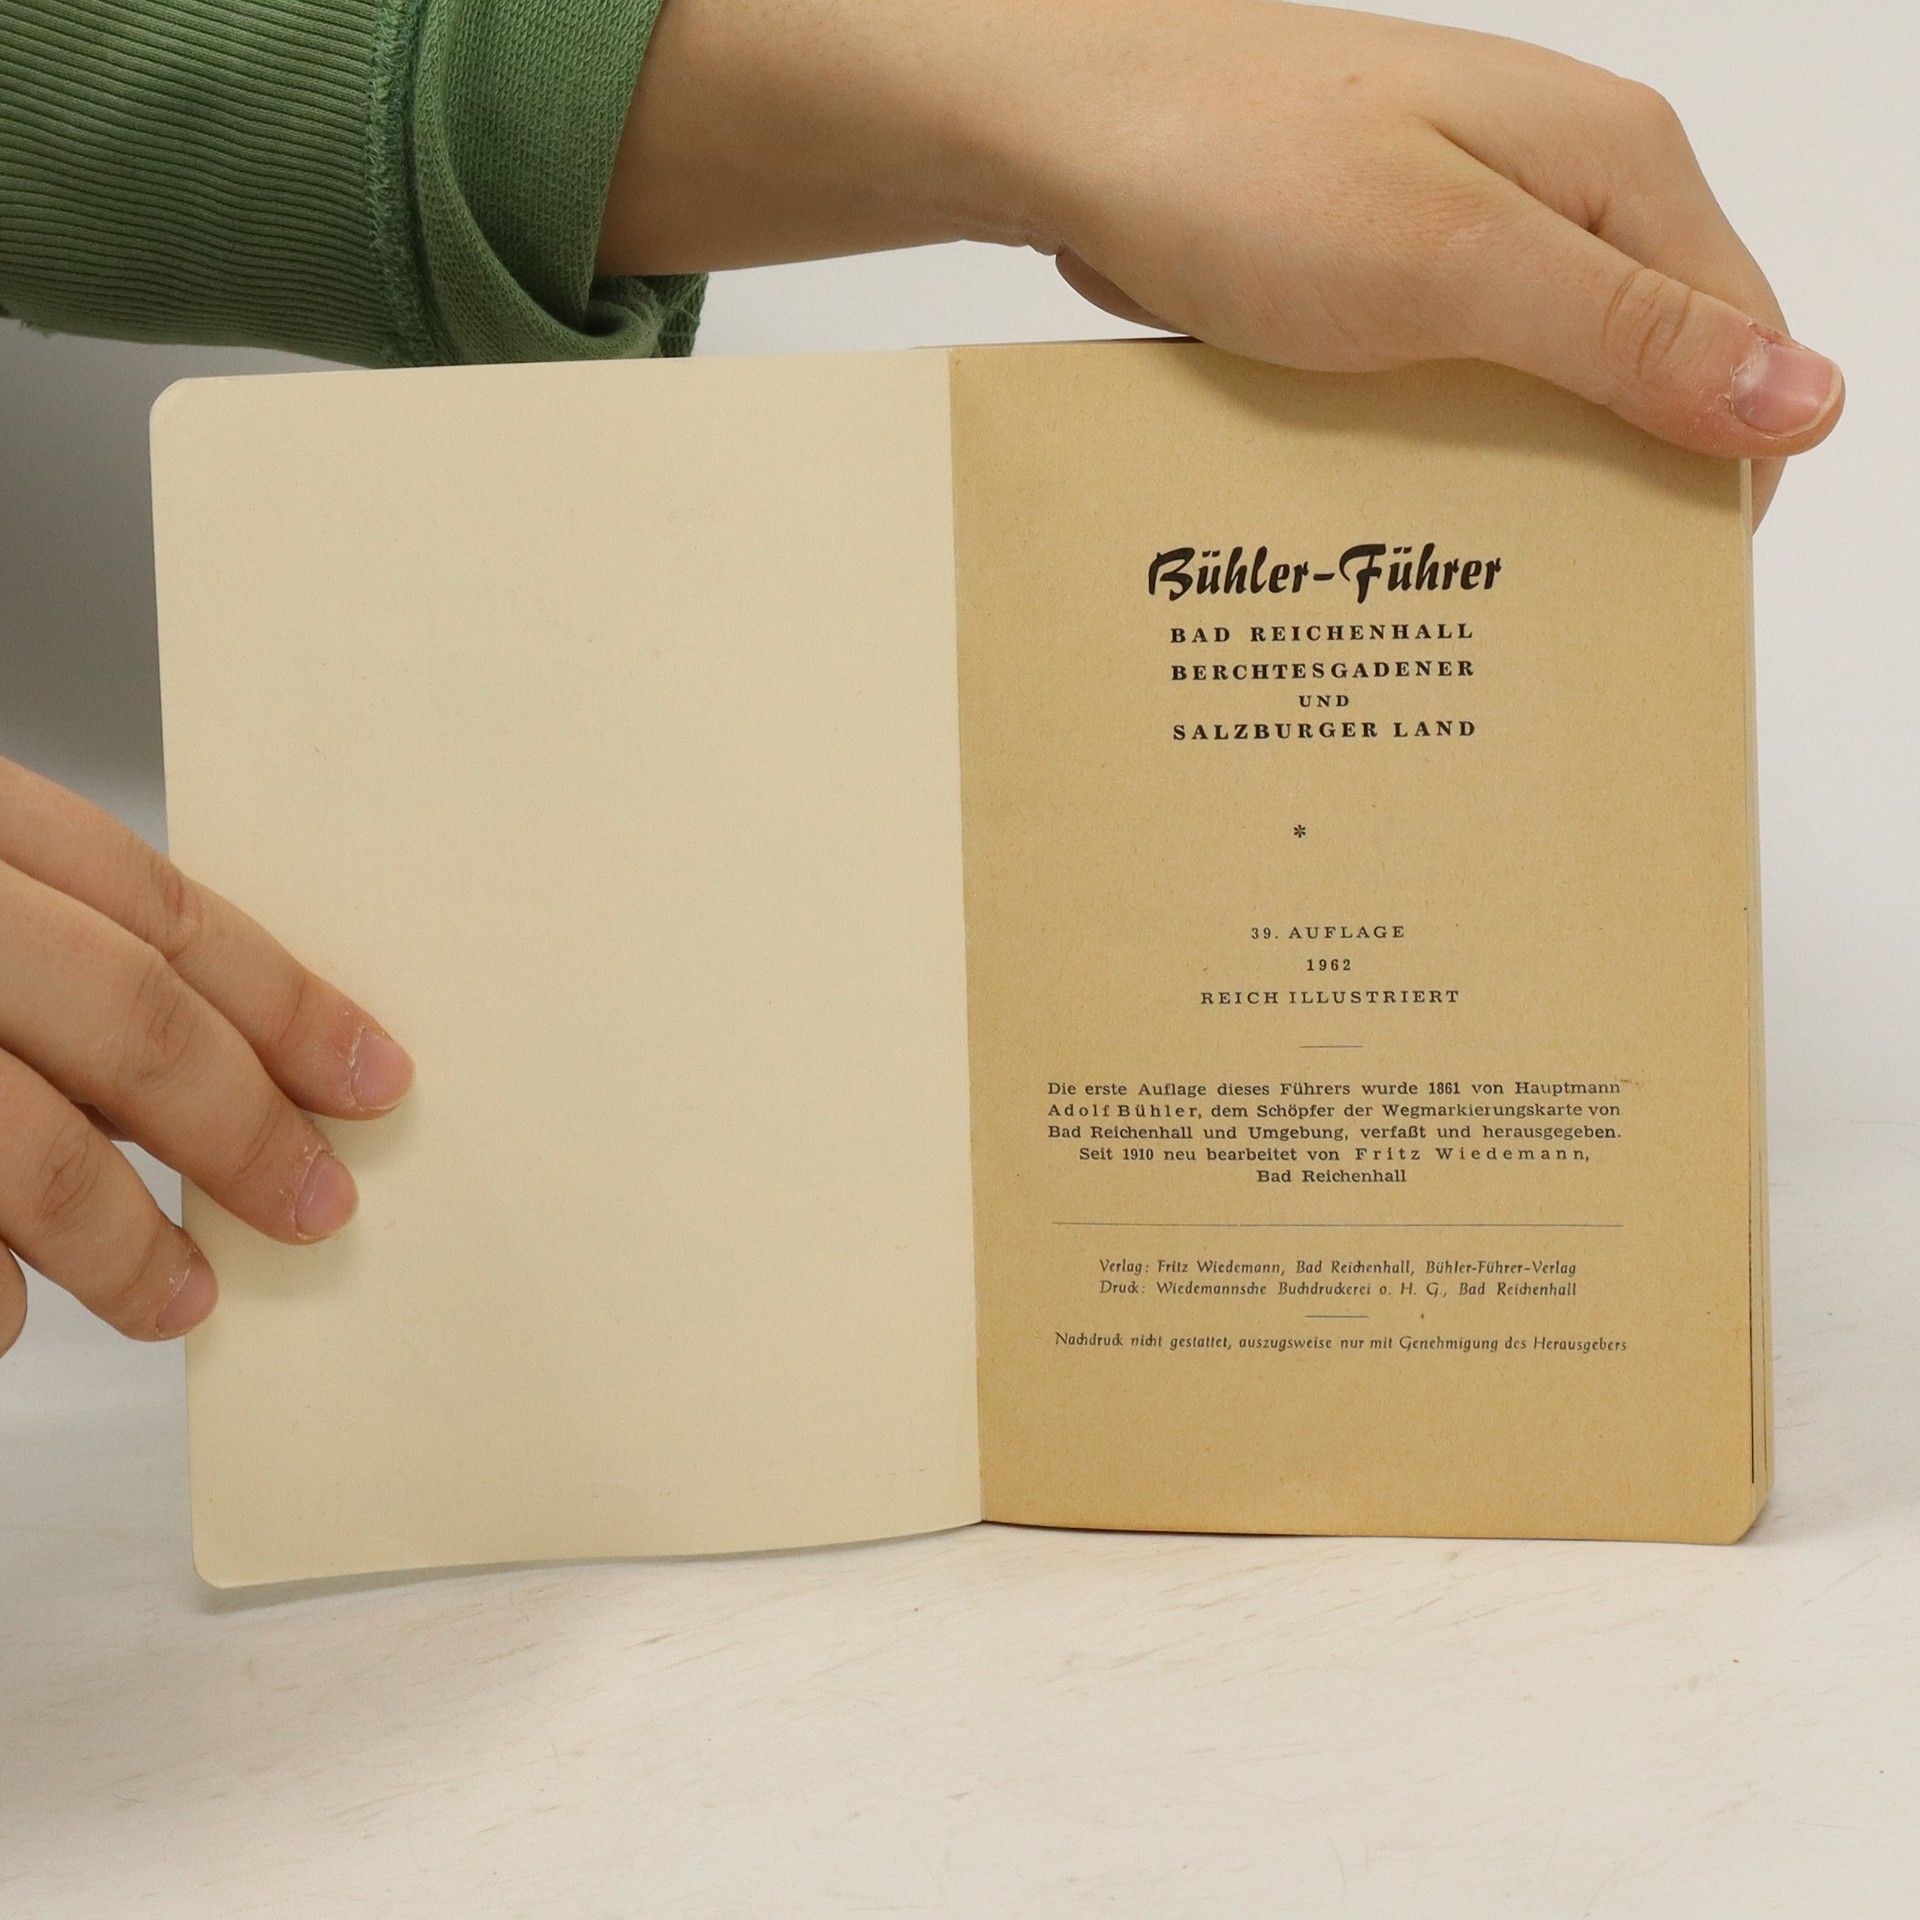 Bühler-Führer
BAD REICHENHALL
BERCHTESGADENER
UND
SALZBURGER LAND
*
39. AUFLAGE
1962
REICH ILLUSTRIERT
Die erste Auflage dieses Führers wurde 1861 von Hauptmann
Adolf Bühler, dem Schöpfer der Wegmarkierungskarte von
Bad Reichenhall und Umgebung, verfaßt und herausgegeben.
Seit 1910 neu bearbeitet von Fritz Wiedemann,
Bad Reichenhall
Verlag: Fritz Wiedemann, Bad Reichenhall, Bühler-Führer-Verlag
Druck: Wiedemannsche Buchdruckerei o. H. G., Bad Reichenhall
Nachdruck nicht gestattet, auszugsweise nur mit Genehmigung des Herausgebers